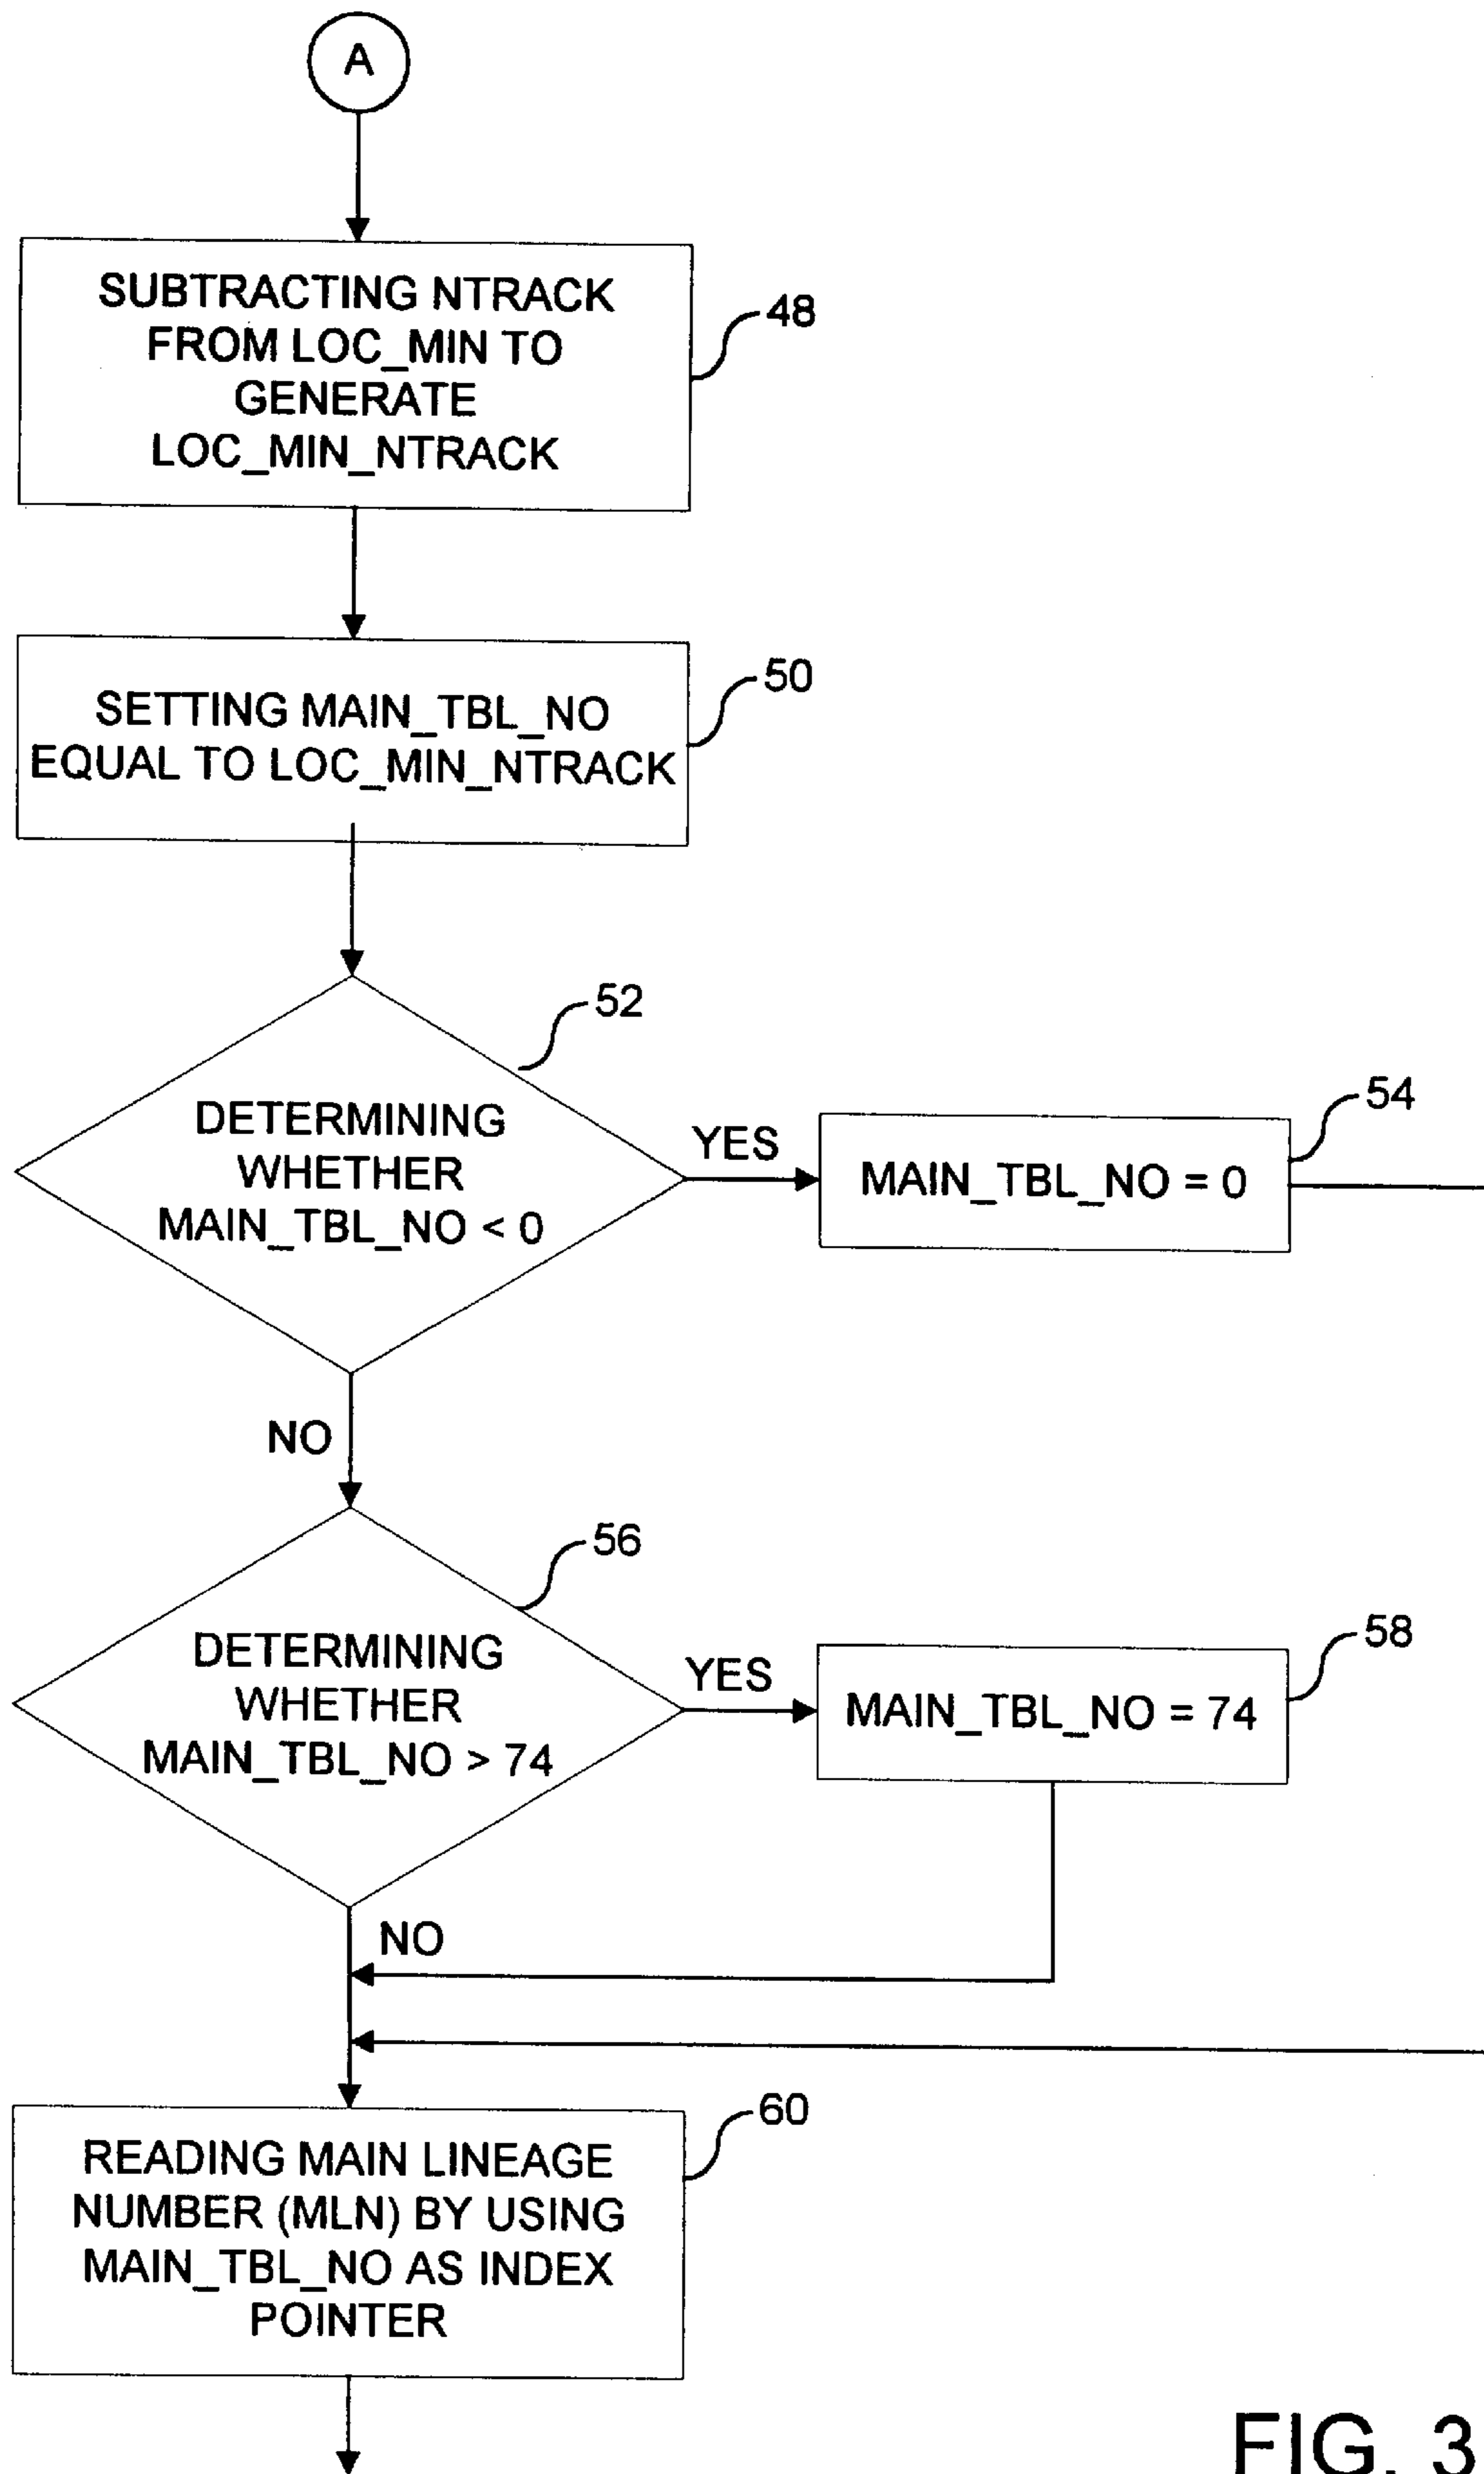 A
SUBTRACTING NTRACK
FROM LOC_MIN TO
GENERATE
LOC_MIN_NTRACK
48
SETTING MAIN_TBL_NO
EQUAL TO LOC_MIN_NTRACK
50
52
DETERMINING
WHETHER
MAIN_TBL_NO < 0
YES
MAIN_TBL_NO = 0
54
NO
56
DETERMINING
WHETHER
MAIN_TBL_NO > 74
YES
MAIN_TBL_NO = 74
58
NO
60
READING MAIN LINEAGE
NUMBER (MLN) BY USING
MAIN_TBL_NO AS INDEX
POINTER
FIG. 3